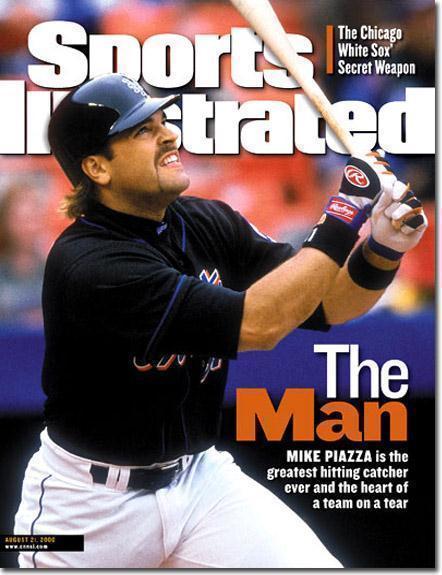 Sports
Illustrated
The Chicago
White Sox'
Secret Weapon
R
Rawlings
The
Man
MIKE PIAZZA is the
greatest hitting catcher
ever and the heart of
a team on a tear
AUGUST 21, 2000
www.cnnsi.com